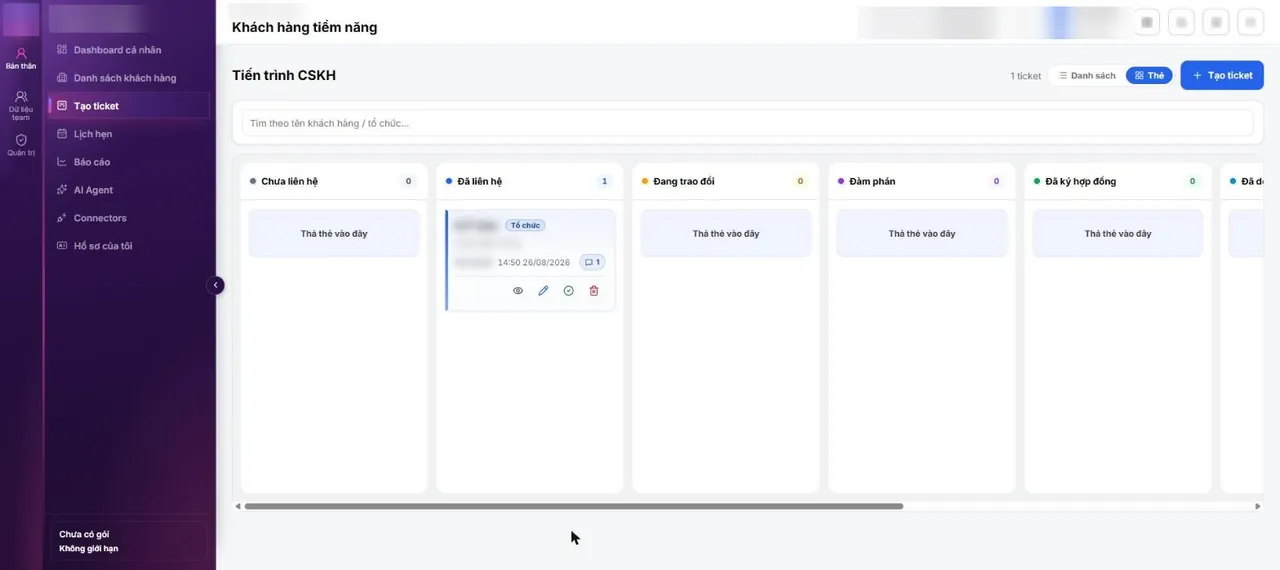 Bản thân
Dữ liệu
team
Quản trị
Dashboard cá nhân
Danh sách khách hàng
Tạo ticket
Lịch hẹn
Báo cáo
AI Agent
Connectors
Hồ sơ của tôi
Chưa có gói
Không giới hạn
Khách hàng tiềm năng
Tiến trình CSKH
1 ticket
Danh sách
Thẻ
+ Tạo ticket
Tìm theo tên khách hàng / tổ chức...
Chưa liên hệ 0
Thả thẻ vào đây
Đã liên hệ 1
Tổ chức
14:50 26/08/2026
1
Đang trao đổi 0
Thả thẻ vào đây
Đàm phán 0
Thả thẻ vào đây
Đã ký hợp đồng 0
Thả thẻ vào đây
Đã